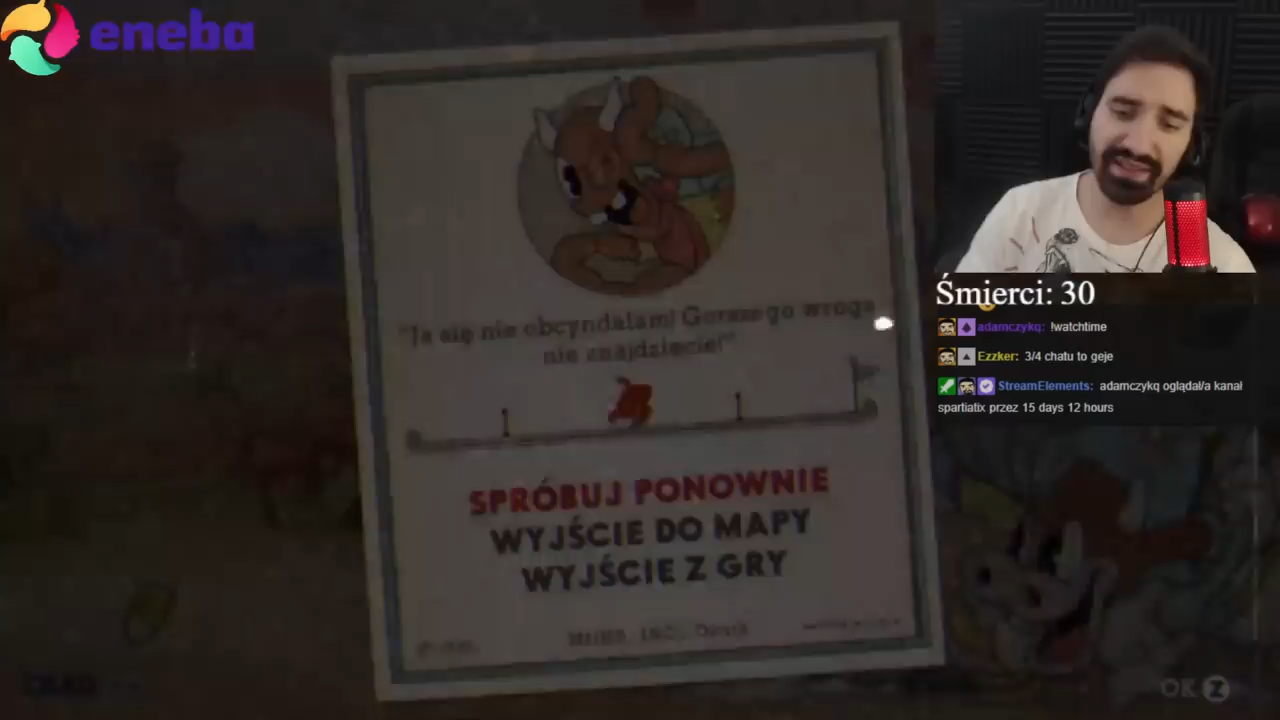 eneba
"Ja się nie obcyndalam! Gorszego wroga
nie znajdziecie!"
SPRÓBUJ PONOWNIE
WYJŚCIE DO MAPY
WYJŚCIE Z GRY
OK Z
Śmierci: 30
adamczykq: !watchtime
Ezzker: 3/4 chatu to geje
StreamElements: adamczykq oglądał/a kanał
spartiatix przez 15 days 12 hours